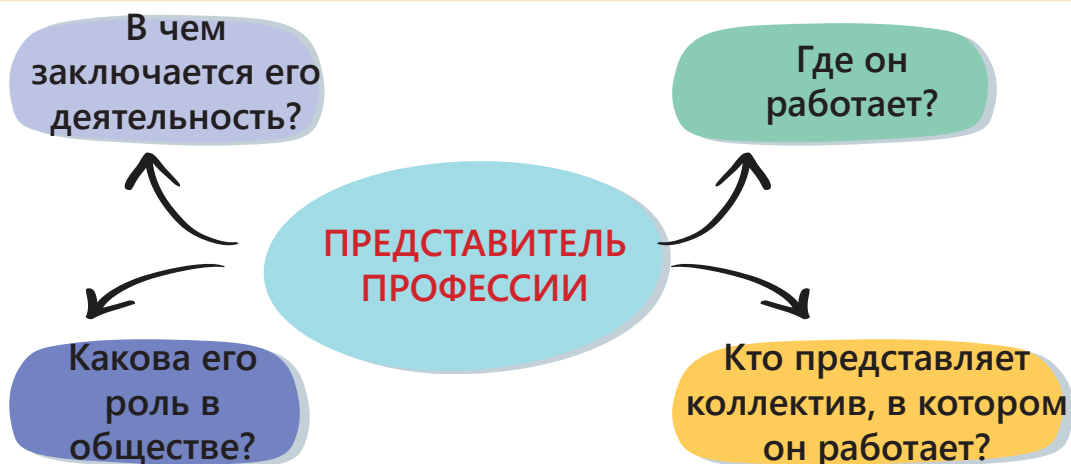 В чем
заключается его
деятельность?
Где он
работает?
ПРЕДСТАВИТЕЛЬ
ПРОФЕССИИ
Какова его
роль в
обществе?
Кто представляет
коллектив, в котором
он работает?